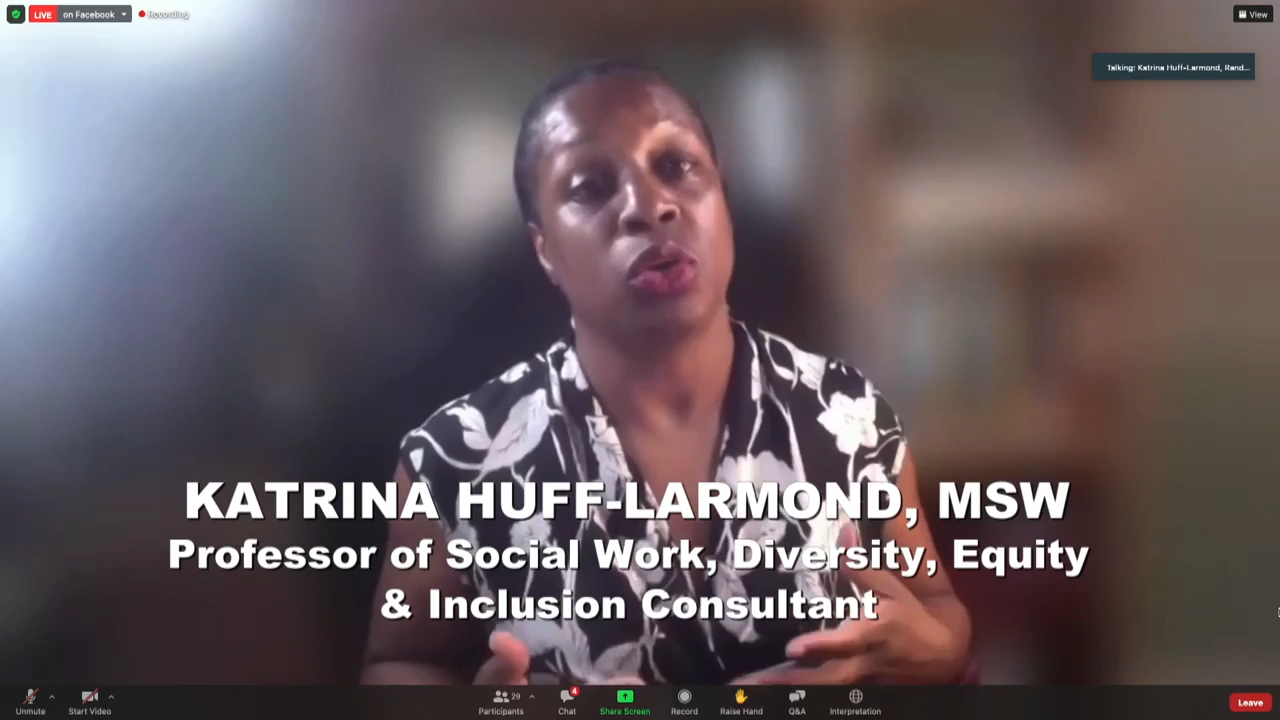 LIVE on Facebook
Recording
View
Talking: Katrina Huff-Larmond, Rand...
KATRINA HUFF-LARMOND, MSW
Professor of Social Work, Diversity, Equity
& Inclusion Consultant
29
4
Unmute
Start Video
Participants
Chat
Share Screen
Record
Raise Hand
Q&A
Interpretation
Leave